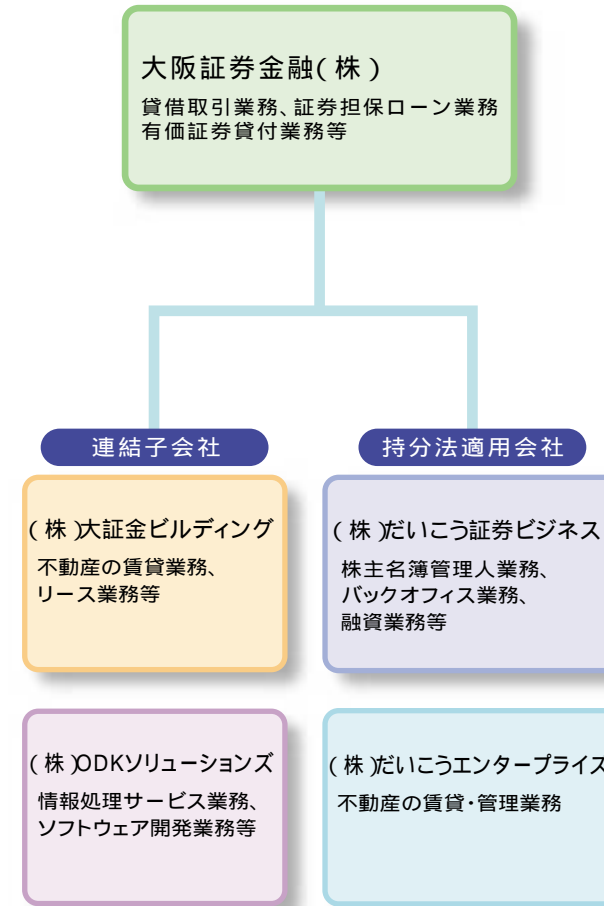 大阪証券金融(株)
貸借取引業務、証券担保ローン業務
有価証券貸付業務等
連結子会社
(株)大証金ビルディング
不動産の賃貸業務、
リース業務等
(株)ODKソリューションズ
情報処理サービス業務、
ソフトウェア開発業務等
持分法適用会社
(株)だいこう証券ビジネス
株主名簿管理人業務、
バックオフィス業務、
融資業務等
(株)だいこうエンタープライズ
不動産の賃貸・管理業務